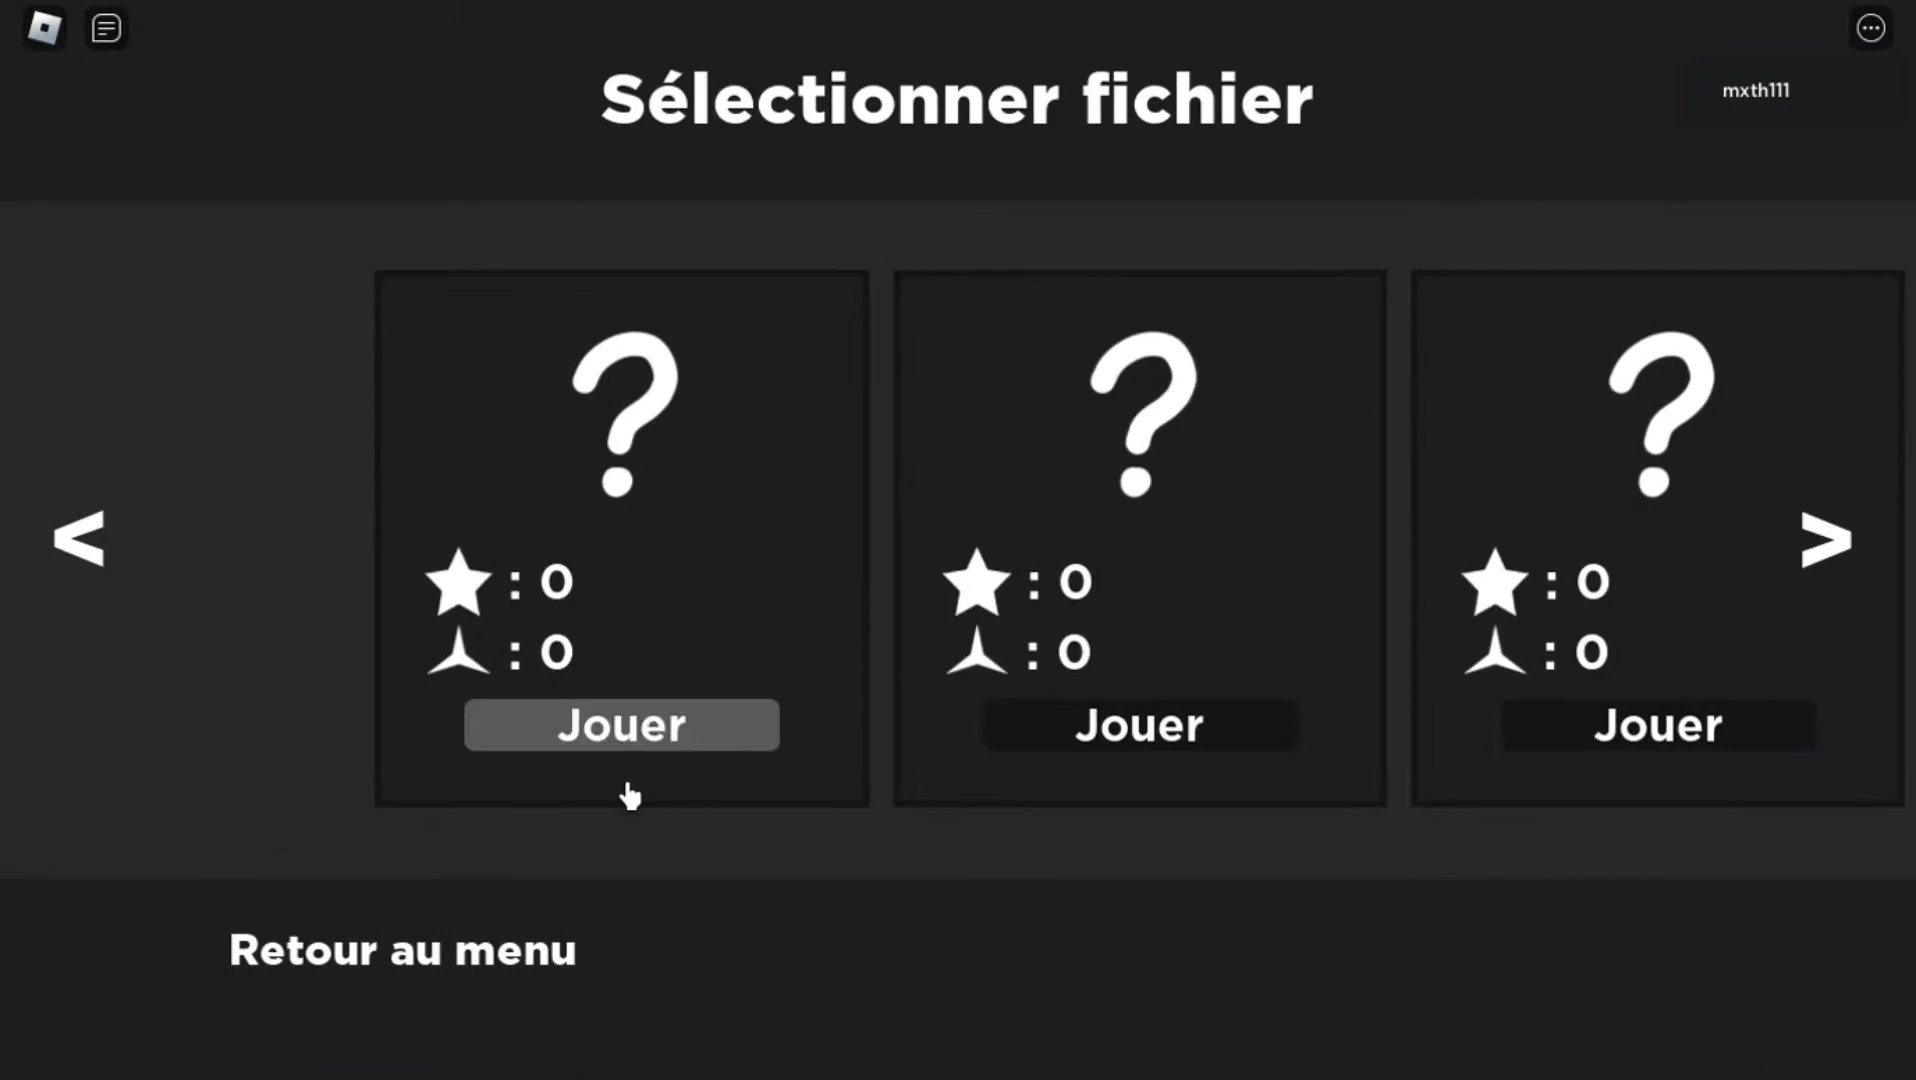 Sélectionner fichier
mxth111
?
?
?
<
>
: 0
: 0
: 0
: 0
: 0
: 0
Jouer
Jouer
Jouer
Retour au menu